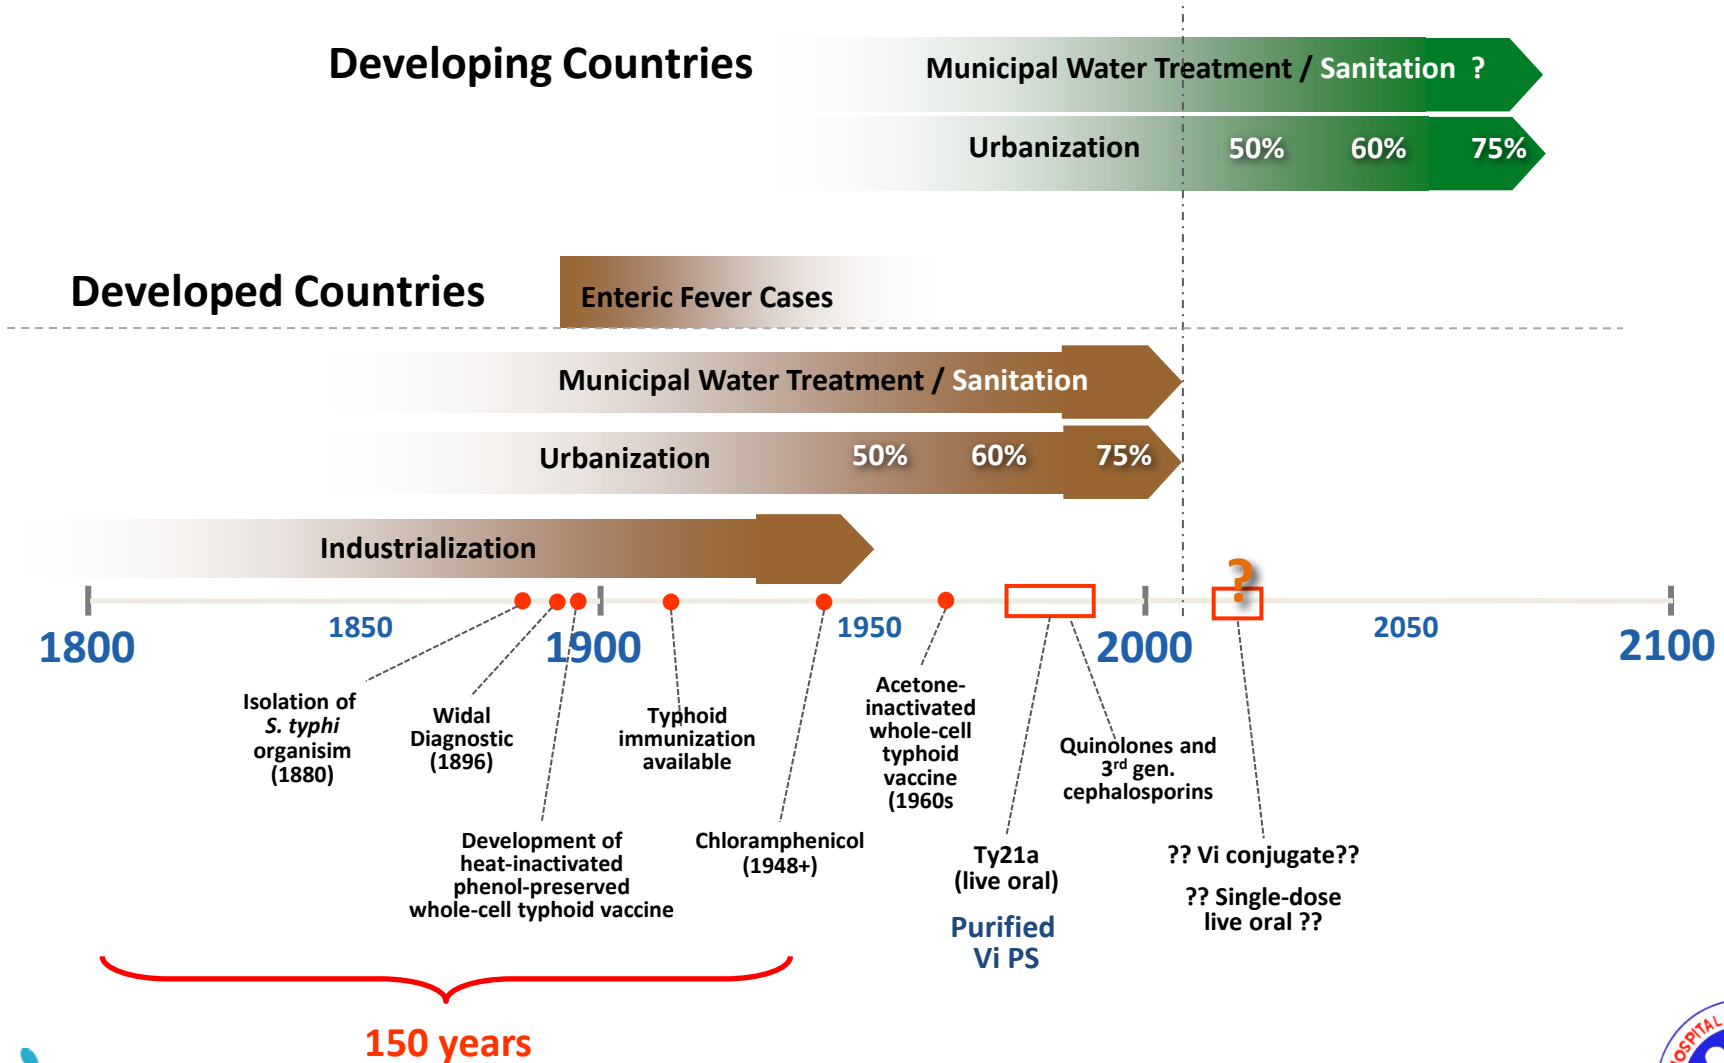 Developing Countries
Municipal Water Treatment / Sanitation ?
Urbanization 50% 60% 75%
Developed Countries
Enteric Fever Cases
Municipal Water Treatment / Sanitation
Urbanization 50% 60% 75%
Industrialization
?
1800 1850 1900 1950 2000 2050 2100
Isolation of
S. typhi
organisim
(1880)
Widal
Diagnostic
(1896)
Development of
heat-inactivated
phenol-preserved
whole-cell typhoid vaccine
Typhoid
immunization
available
Chloramphenicol
(1948+)
Acetone-
inactivated
whole-cell
typhoid
vaccine
(1960s
Ty21a
(live oral)
Purified
Vi PS
Quinolones and
3rd gen.
cephalosporins
?? Vi conjugate??
?? Single-dose
live oral ??
150 years
HOSPITAL